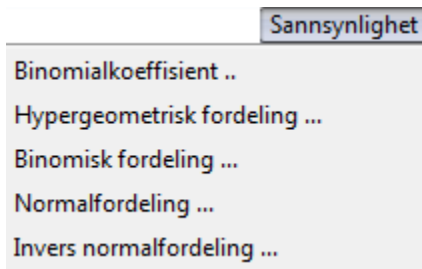 Sannsynlighet
Binomialkoeffisient ..
Hypergeometrisk fordeling ...
Binomisk fordeling ...
Normalfordeling ...
Invers normalfordeling ...